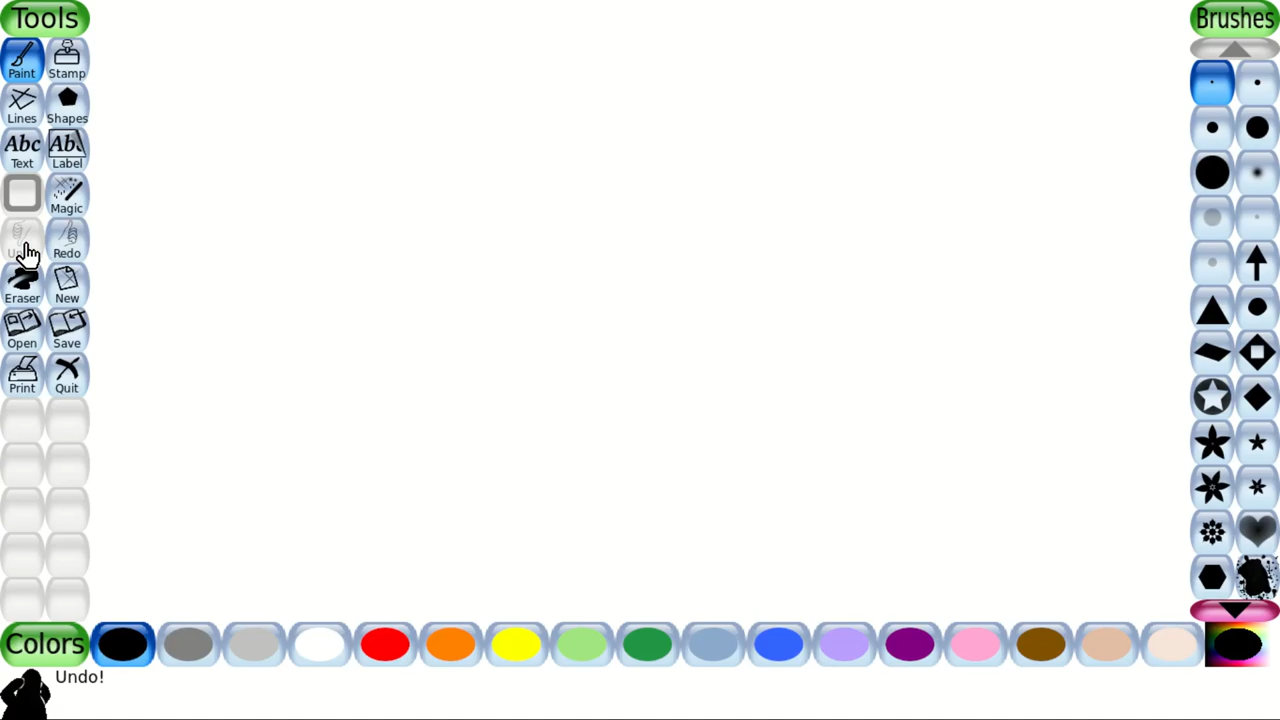 Tools
Brushes
Paint
Stamp
Lines
Shapes
Abc
Text
Abc
Label
Magic
Redo
Eraser
New
Open
Save
Print
Quit
Colors
Undo!